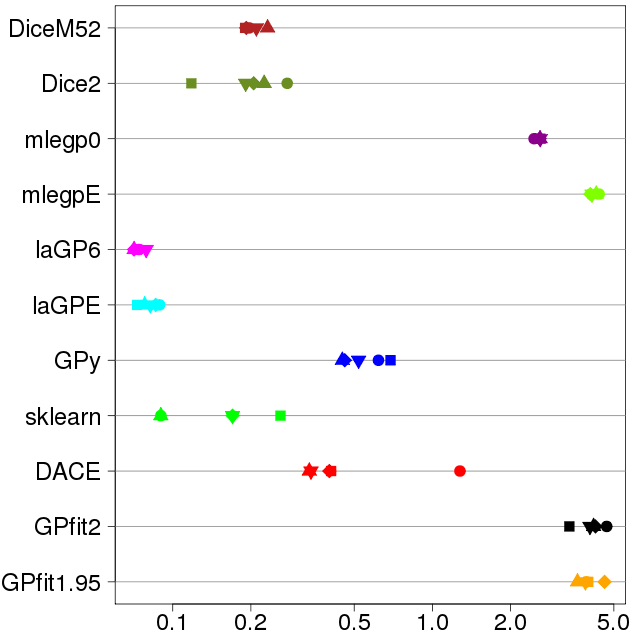 DiceM52
Dice2
mlegp0
mlegpE
laGP6
laGPE
GPy
sklearn
DACE
GPfit2
GPfit1.95
0.1 0.2 0.5 1.0 2.0 5.0